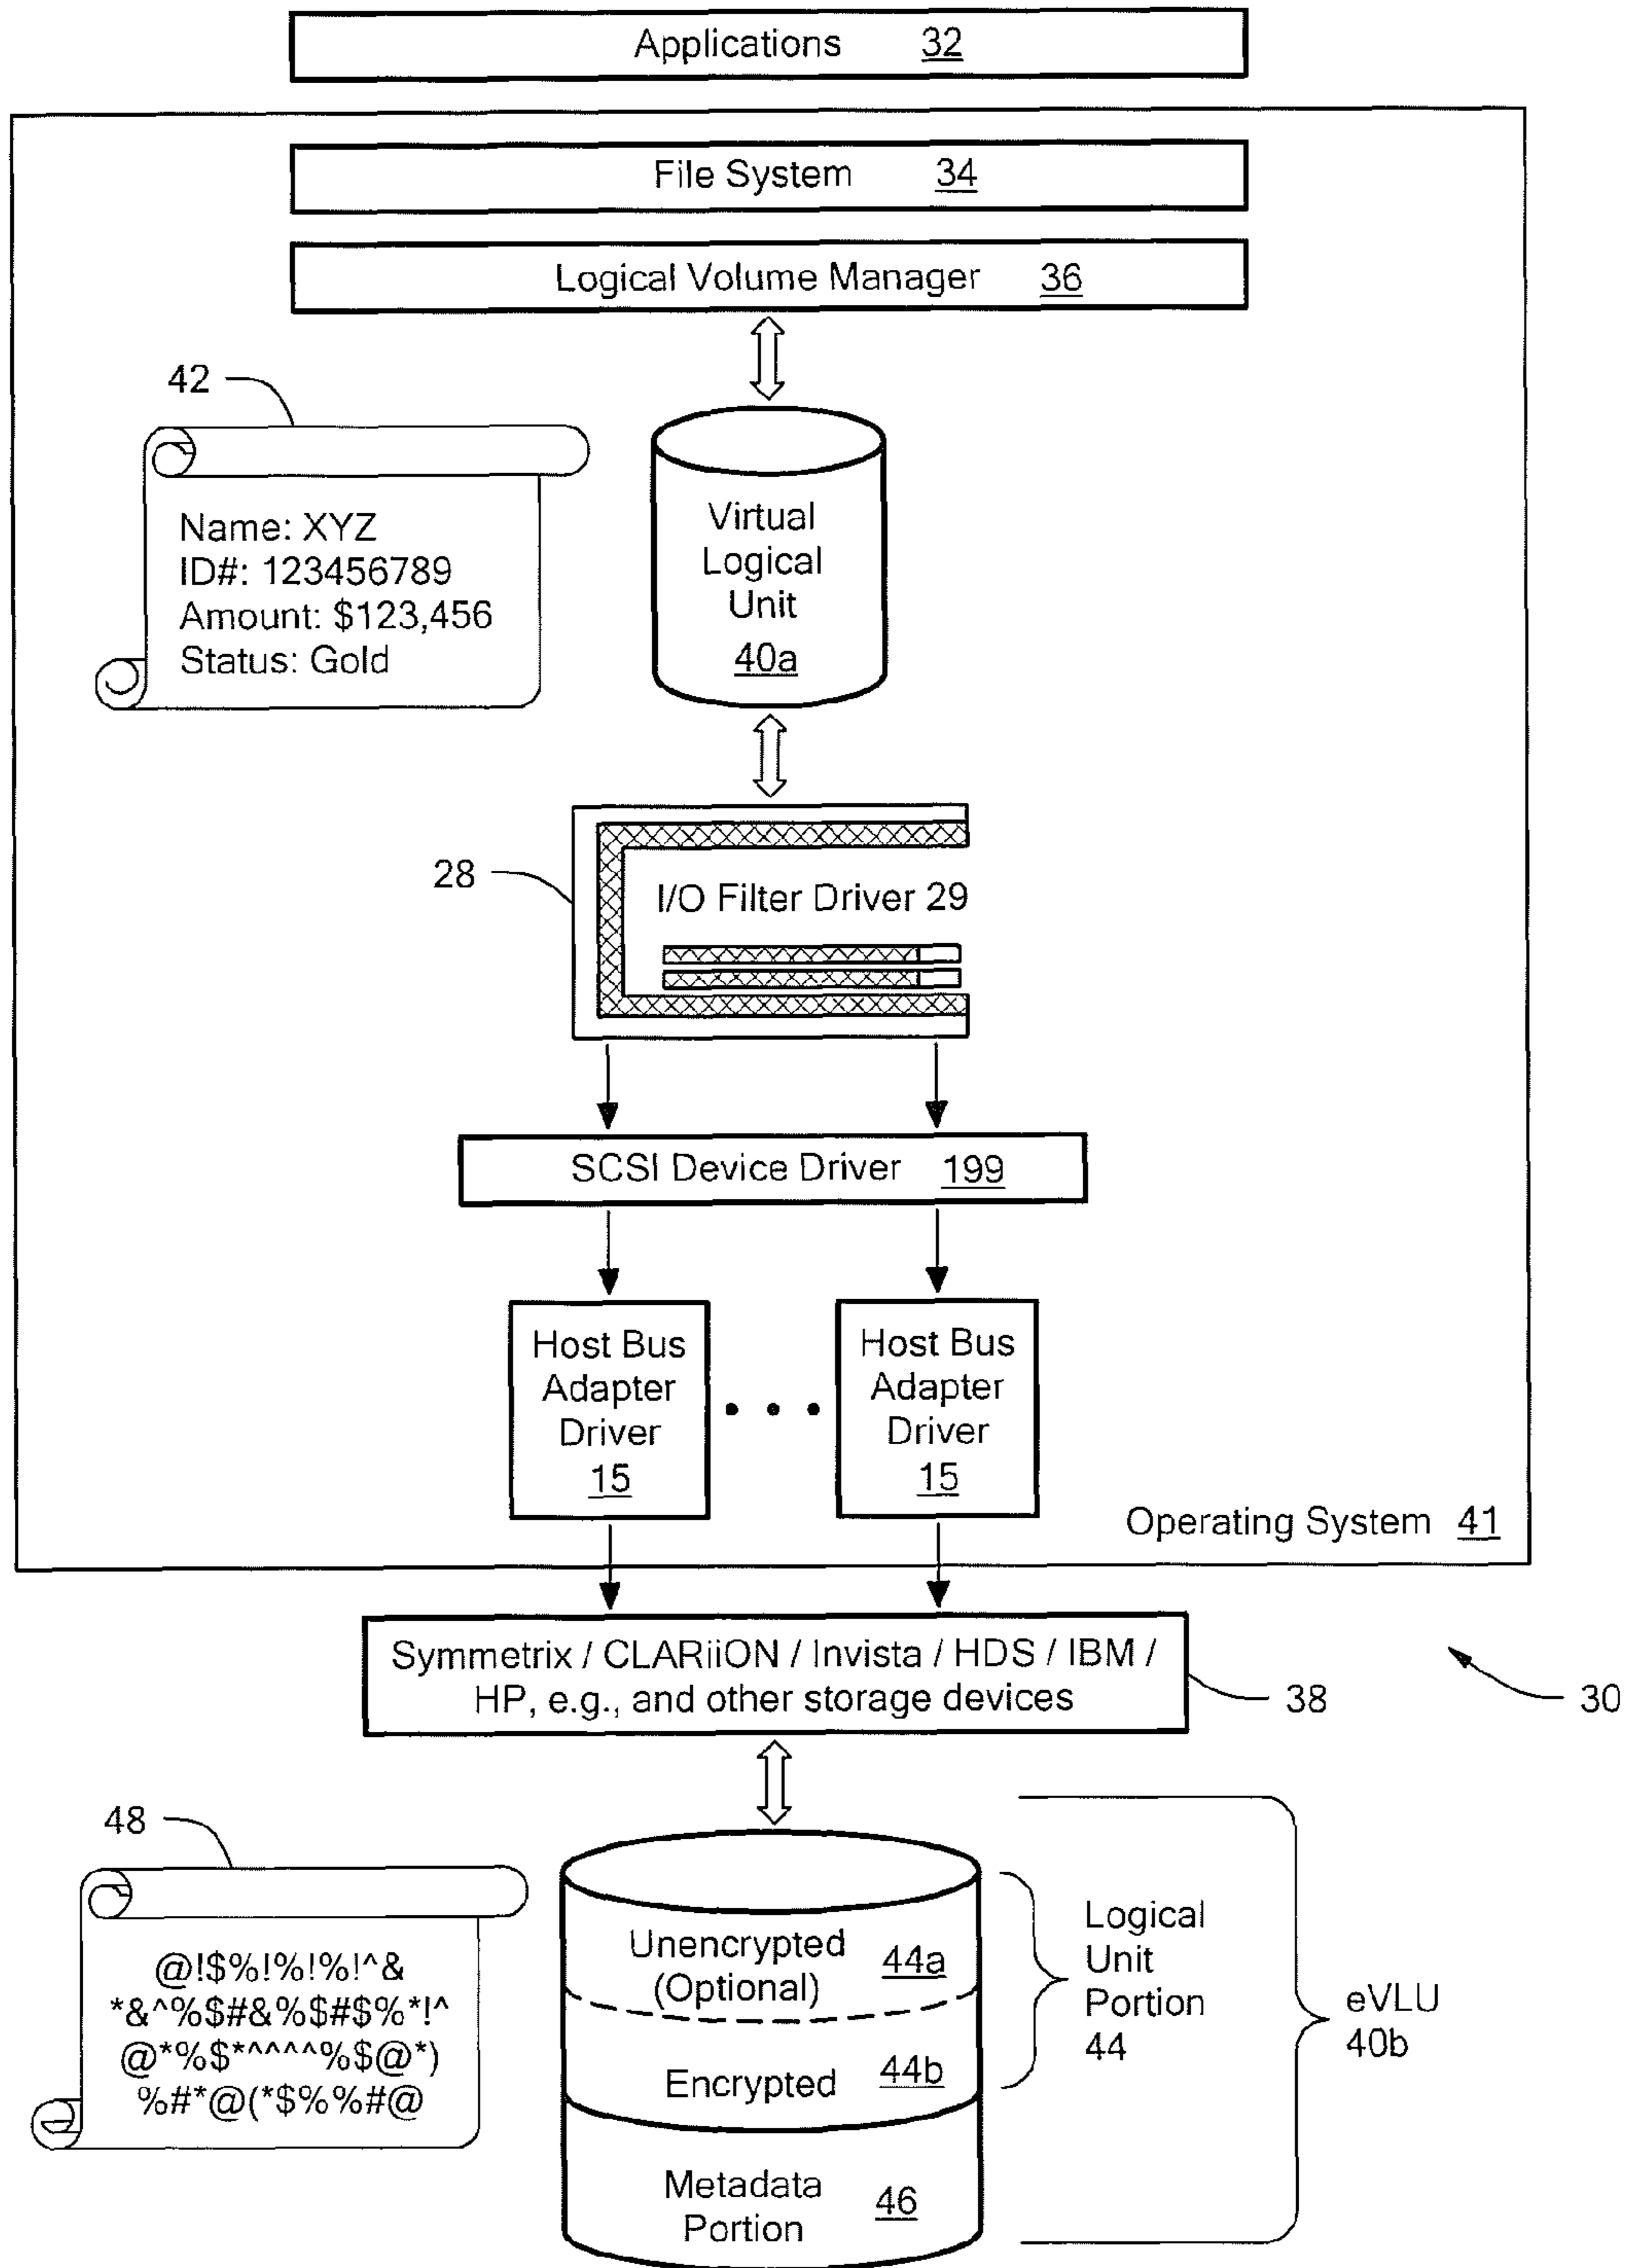 Applications 32
File System 34
Logical Volume Manager 36
42
Name: XYZ
ID#: 123456789
Amount: $123,456
Status: Gold
Virtual
Logical
Unit
40a
28
I/O Filter Driver 29
SCSI Device Driver 199
Host Bus
Adapter
Driver
15
Host Bus
Adapter
Driver
15
Operating System 41
Symmetrix / CLARiiON / Invista / HDS / IBM /
HP, e.g., and other storage devices
38
30
48
@!$%!%!%!^&
*&^%$#&%$#$%*!^
@*%$*^^^^%$@*)
%#*@(*$%%#@
Unencrypted
(Optional)
44a
Encrypted 44b
Metadata
Portion
46
Logical
Unit
Portion
44
eVLU
40b